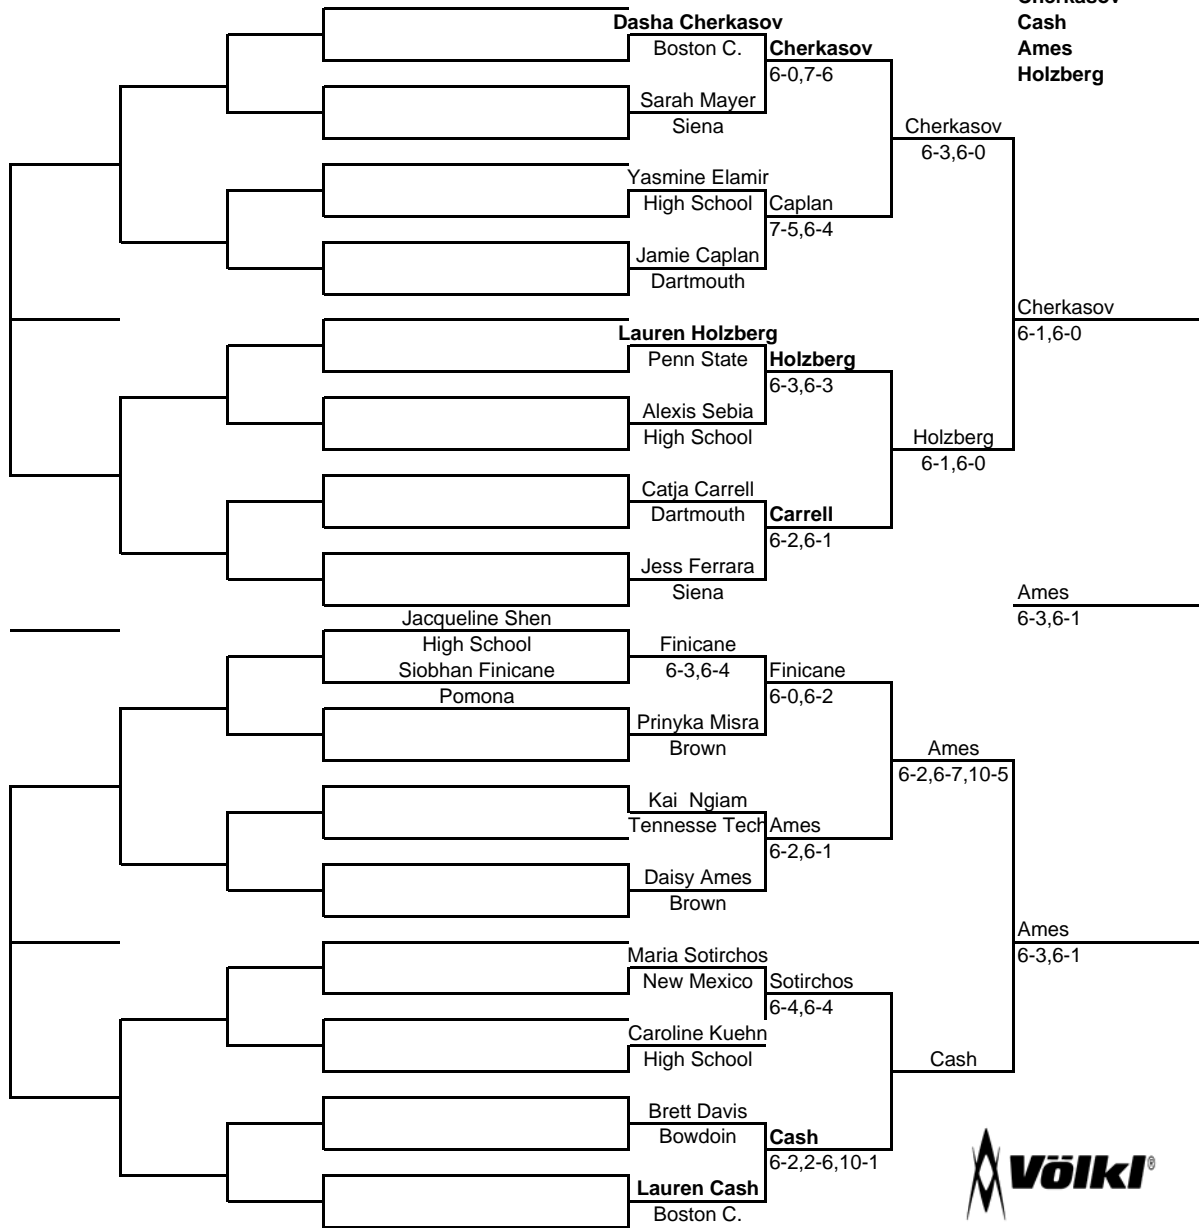 Cherkasov
Cash
Ames
Holzberg
Dasha Cherkasov
Boston C.
Cherkasov
6-0,7-6
Sarah Mayer
Siena
Cherkasov
6-3,6-0
Yasmine Elamir
High School
Caplan
7-5,6-4
Jamie Caplan
Dartmouth
Cherkasov
6-1,6-0
Lauren Holzberg
Penn State
Holzberg
6-3,6-3
Alexis Sebia
High School
Holzberg
6-1,6-0
Catja Carrell
Dartmouth
Carrell
6-2,6-1
Jess Ferrara
Siena
Ames
6-3,6-1
Jacqueline Shen
High School
Siobhan Finicane
Pomona
Finicane
6-3,6-4
Finicane
6-0,6-2
Prinyka Misra
Brown
Ames
6-2,6-7,10-5
Kai  Ngiam
Tennesse Tech
Ames
6-2,6-1
Daisy Ames
Brown
Ames
6-3,6-1
Maria Sotirchos
New Mexico
Sotirchos
6-4,6-4
Caroline Kuehn
High School
Cash
Brett Davis
Bowdoin
Cash
6-2,2-6,10-1
Lauren Cash
Boston C.
Völkl®